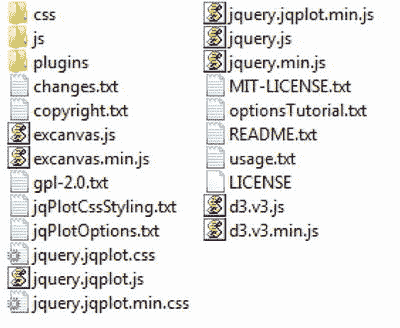 css
js
plugins
changes.txt
copyright.txt
excanvas.js
excanvas.min.js
gpl-2.0.txt
jqPlotCssStyling.txt
jqPlotOptions.txt
jquery.jqplot.css
jquery.jqplot.js
jquery.jqplot.min.css
jquery.jqplot.min.js
jquery.js
jquery.min.js
MIT-LICENSE.txt
optionsTutorial.txt
README.txt
usage.txt
LICENSE
d3.v3.js
d3.v3.min.js